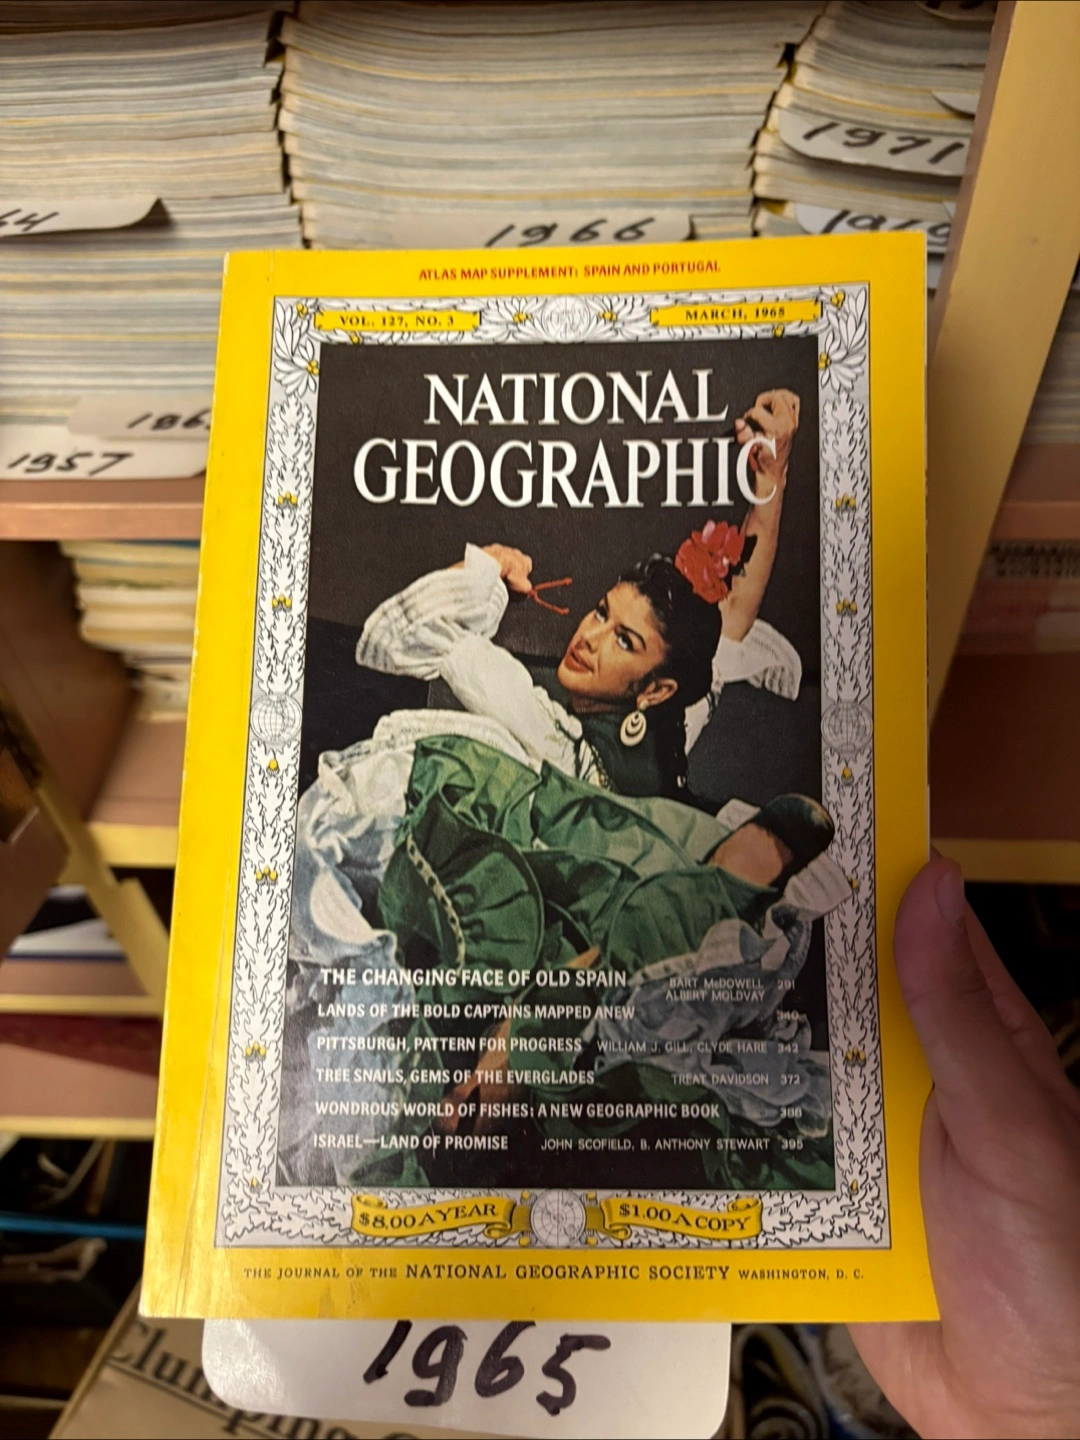 1971
1966
1957
ATLAS MAP SUPPLEMENT: SPAIN AND PORTUGAL
VOL. 127, NO. 3
MARCH, 1965
NATIONAL
GEOGRAPHIC
THE CHANGING FACE OF OLD SPAIN BART McDOWELL 291
ALBERT MOLDVAY
LANDS OF THE BOLD CAPTAINS MAPPED ANEW 340
PITTSBURGH, PATTERN FOR PROGRESS WILLIAM J. GILL, CLYDE HARE 342
TREE SNAILS, GEMS OF THE EVERGLADES TREAT DAVIDSON 372
WONDROUS WORLD OF FISHES: A NEW GEOGRAPHIC BOOK
ISRAEL—LAND OF PROMISE JOHN SCOFIELD, B. ANTHONY STEWART 395
$8.00 A YEAR
$1.00 A COPY
THE JOURNAL OF THE NATIONAL GEOGRAPHIC SOCIETY WASHINGTON, D. C.
1965